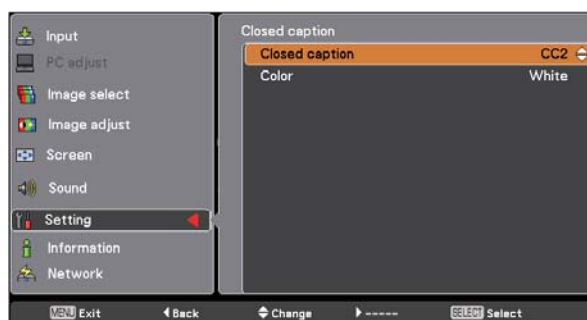 Input
PC adjust
Image select
Image adjust
Screen
Sound
Setting
Information
Network
Closed caption
Closed caption CC2
Color White
MENU Exit Back Change ----- SELECT Select